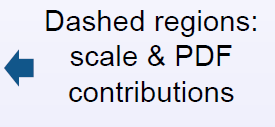 Dashed regions:
scale & PDF
contributions